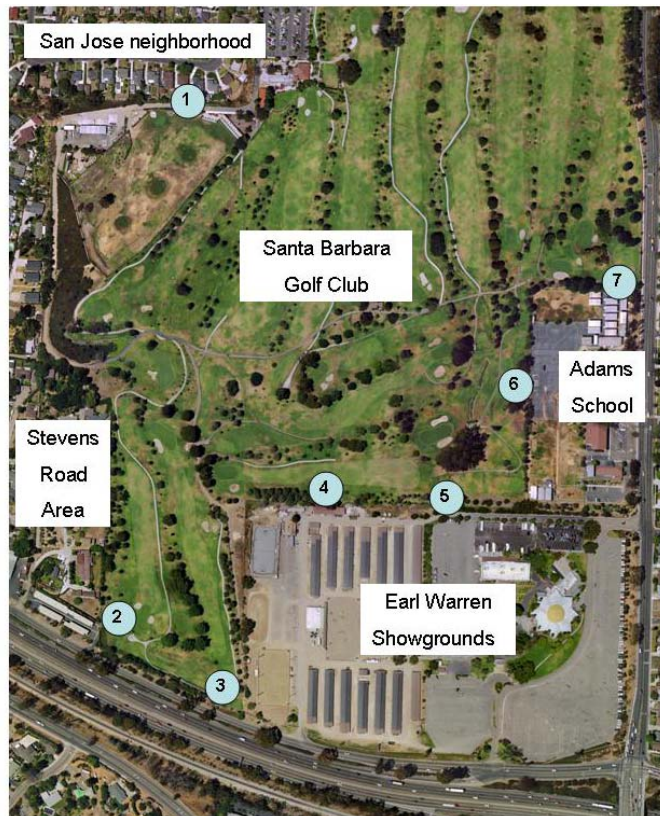 San Jose neighborhood
1
Santa Barbara
Golf Club
7
6
Adams
School
Stevens
Road
Area
4
5
Earl Warren
Showgrounds
2
3